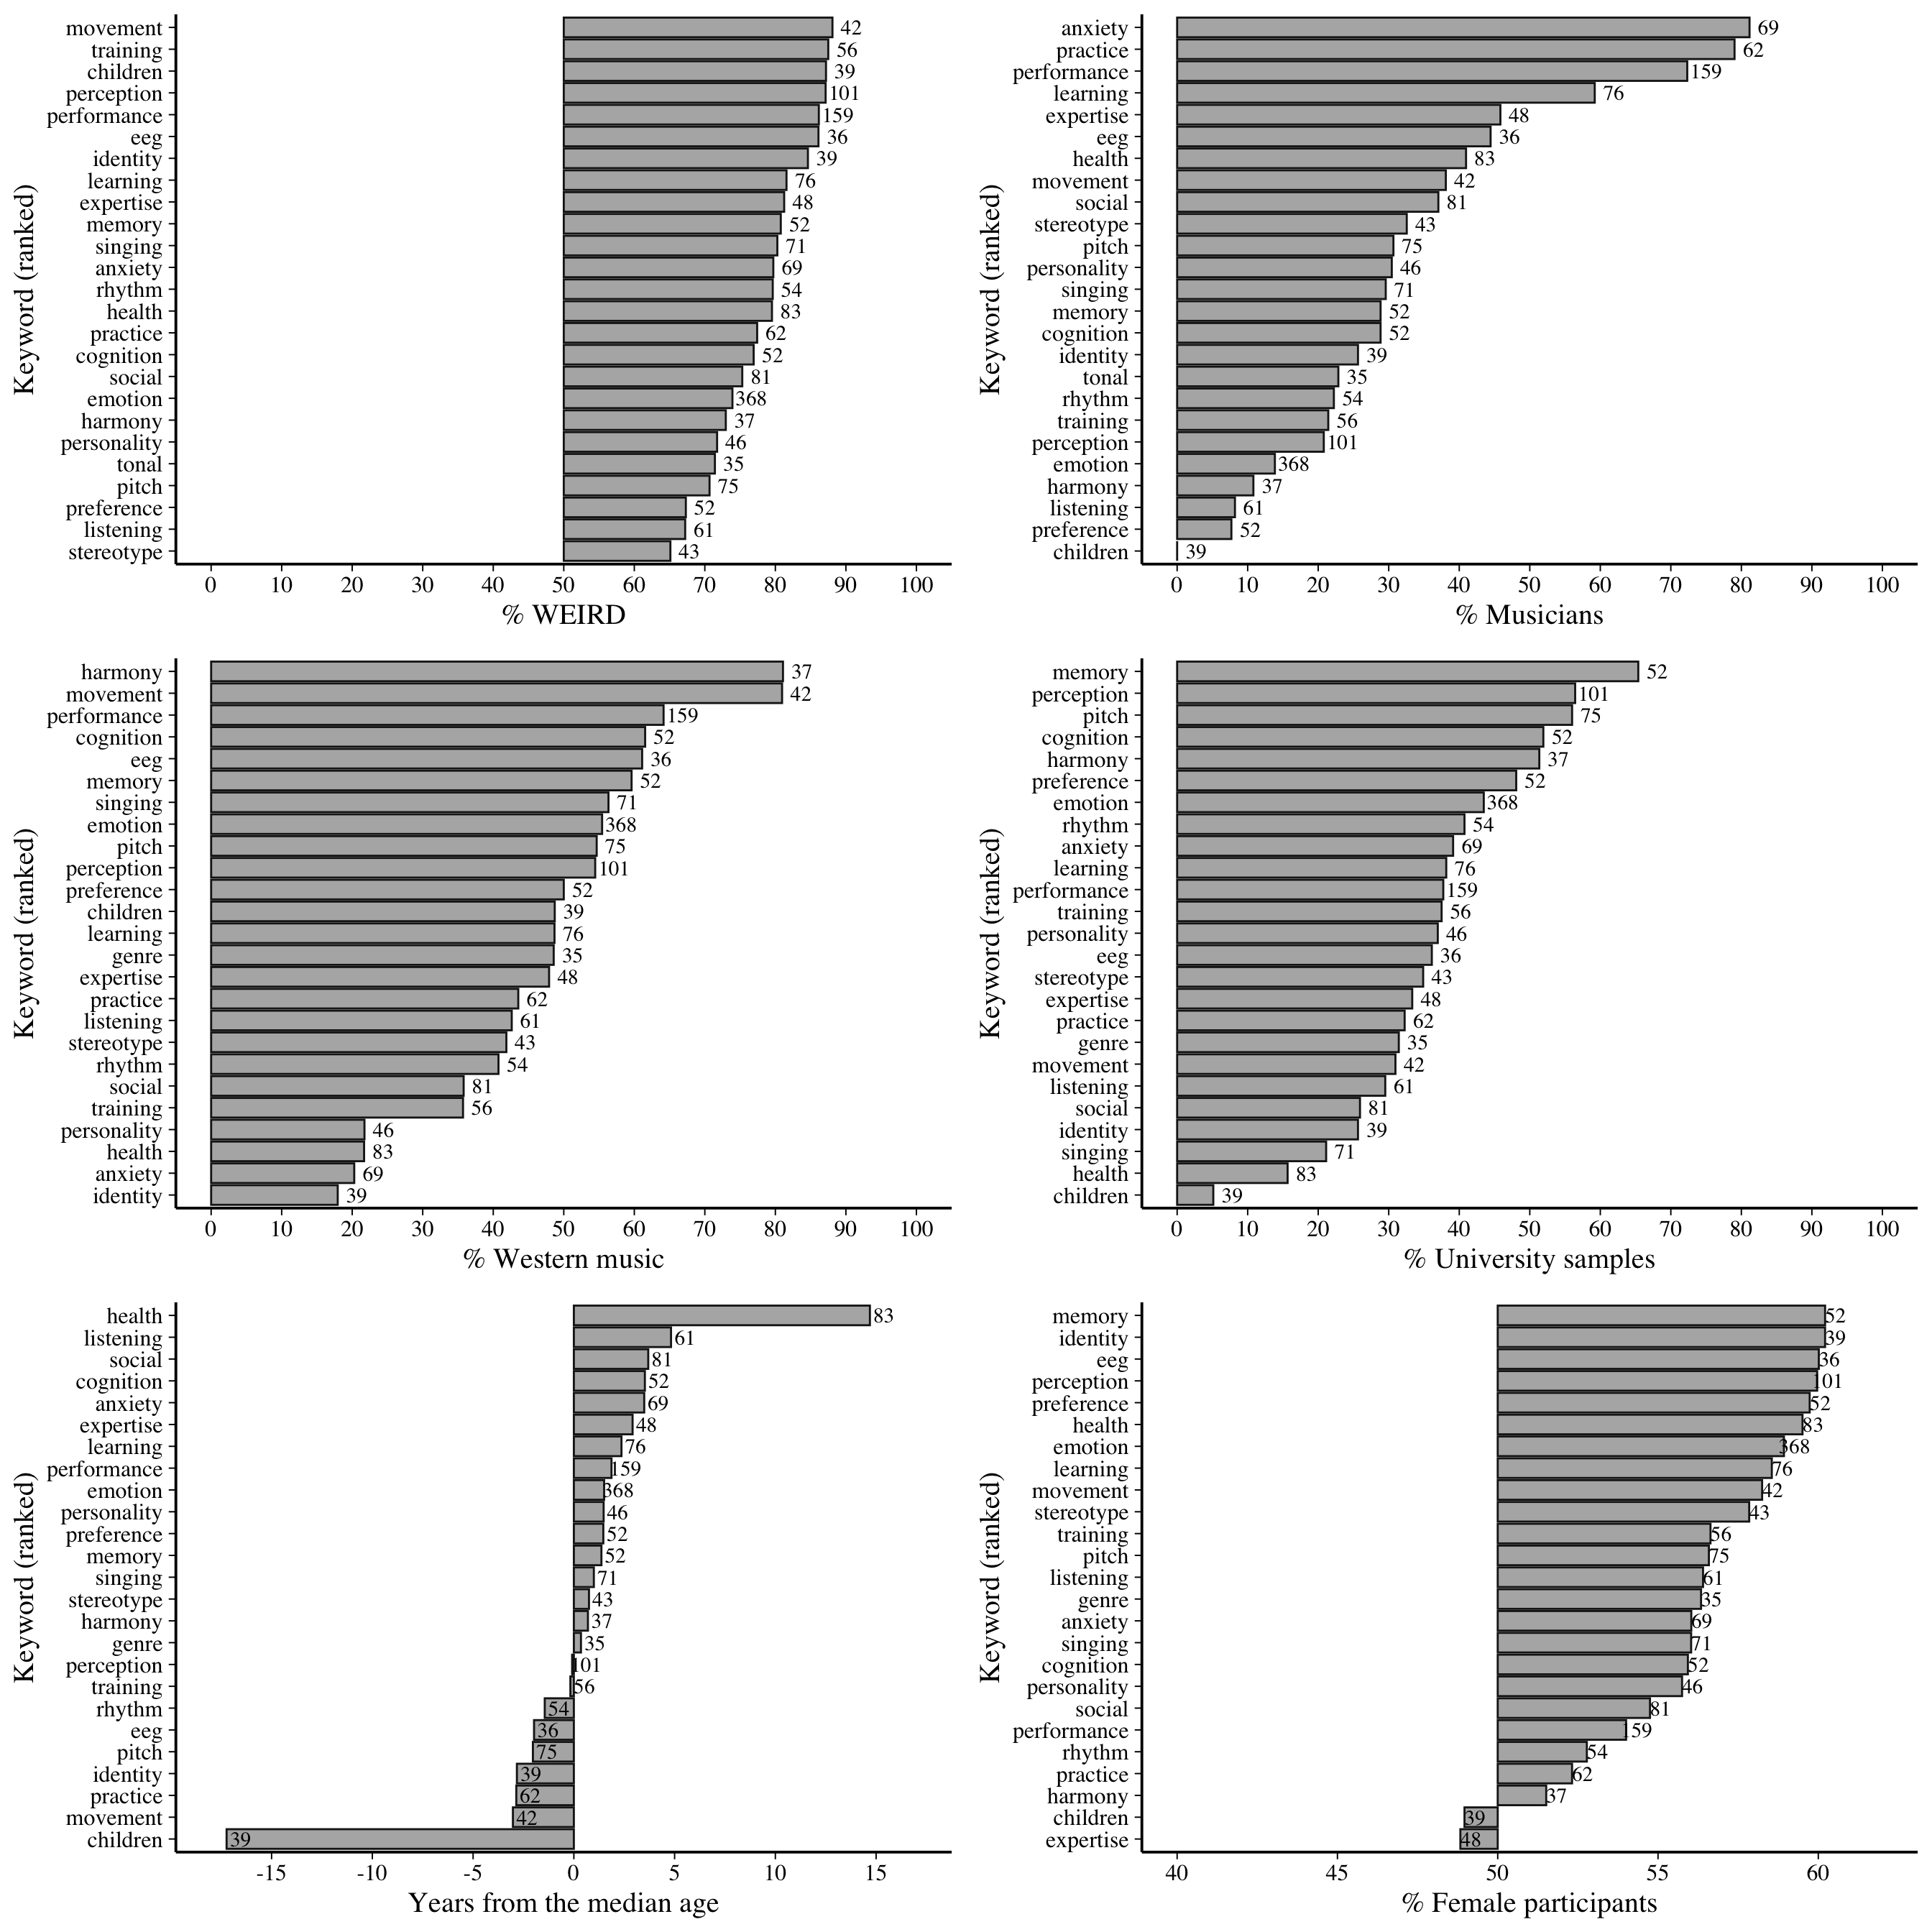 movement 42
training 56
children 39
perception 101
performance 159
eeg 36
identity 39
learning 76
expertise 48
memory 52
singing 71
anxiety 69
rhythm 54
health 83
practice 62
cognition 52
social 81
emotion 368
harmony 37
personality 46
tonal 35
pitch 75
preference 52
listening 61
stereotype 43
Keyword (ranked)
0 10 20 30 40 50 60 70 80 90 100
% WEIRD
anxiety 69
practice 62
performance 159
learning 76
expertise 48
eeg 36
health 83
movement 42
social 81
stereotype 43
pitch 75
personality 46
singing 71
memory 52
cognition 52
identity 39
tonal 35
rhythm 54
training 56
perception 101
emotion 368
harmony 37
listening 61
preference 52
children 39
Keyword (ranked)
0 10 20 30 40 50 60 70 80 90 100
% Musicians
harmony 37
movement 42
performance 159
cognition 52
eeg 36
memory 52
singing 71
emotion 368
pitch 75
perception 101
preference 52
children 39
learning 76
genre 35
expertise 48
practice 62
listening 61
stereotype 43
rhythm 54
social 81
training 56
personality 46
health 83
anxiety 69
identity 39
Keyword (ranked)
0 10 20 30 40 50 60 70 80 90 100
% Western music
memory 52
perception 101
pitch 75
cognition 52
harmony 37
preference 52
emotion 368
rhythm 54
anxiety 69
learning 76
performance 159
training 56
personality 46
eeg 36
stereotype 43
expertise 48
practice 62
genre 35
movement 42
listening 61
social 81
identity 39
singing 71
health 83
children 39
Keyword (ranked)
0 10 20 30 40 50 60 70 80 90 100
% University samples
health 83
listening 61
social 81
cognition 52
anxiety 69
expertise 48
learning 76
performance 159
emotion 368
personality 46
preference 52
memory 52
singing 71
stereotype 43
harmony 37
genre 35
perception 101
training 56
rhythm 54
eeg 36
pitch 75
identity 39
practice 62
movement 42
children 39
Keyword (ranked)
-15 -10 -5 0 5 10 15
Years from the median age
memory 52
identity 39
eeg 36
perception 101
preference 52
health 83
emotion 368
learning 76
movement 42
stereotype 43
training 56
pitch 75
listening 61
genre 35
anxiety 69
singing 71
cognition 52
personality 46
social 81
performance 159
rhythm 54
practice 62
harmony 37
children 39
expertise 48
Keyword (ranked)
40 45 50 55 60
% Female participants